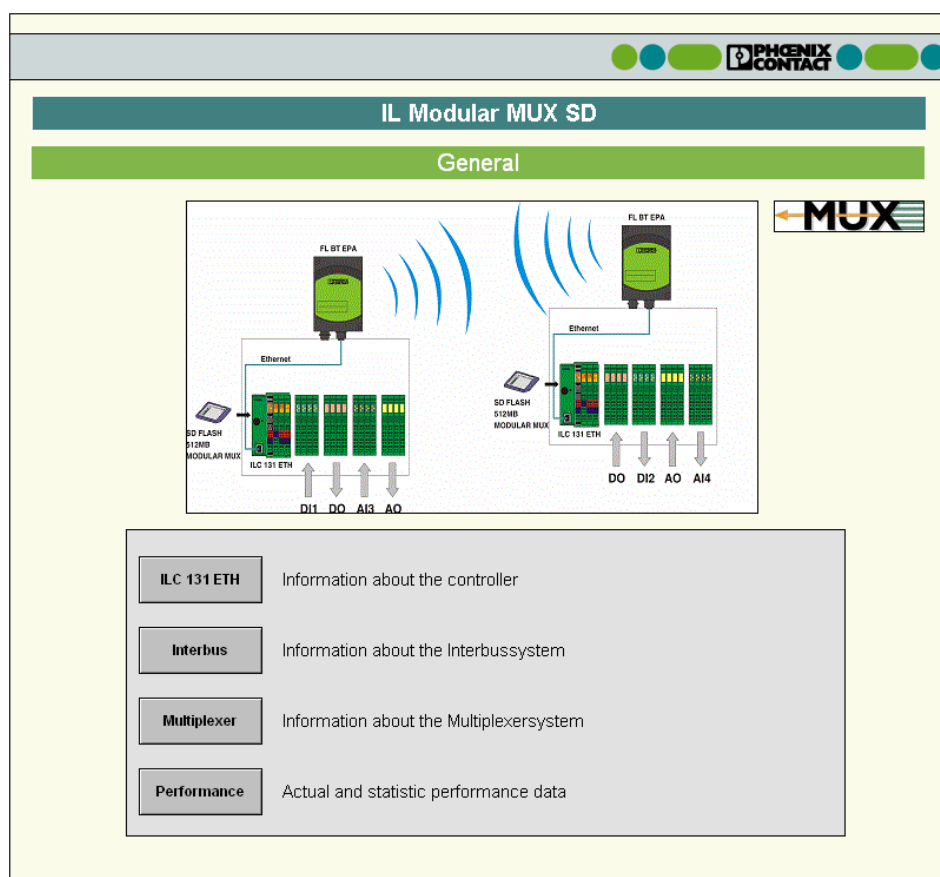 PHŒNIX
CONTACT
IL Modular MUX SD
General
MUX
FL BT EPA
Ethernet
SD FLASH
512MB
MODULAR MUX
ILC 131 ETH
DI1 DO AI3 AO
FL BT EPA
Ethernet
SD FLASH
512MB
MODULAR MUX
ILC 131 ETH
DO DI2 AO AI4
ILC 131 ETH Information about the controller
Interbus Information about the Interbussystem
Multiplexer Information about the Multiplexersystem
Performance Actual and statistic performance data